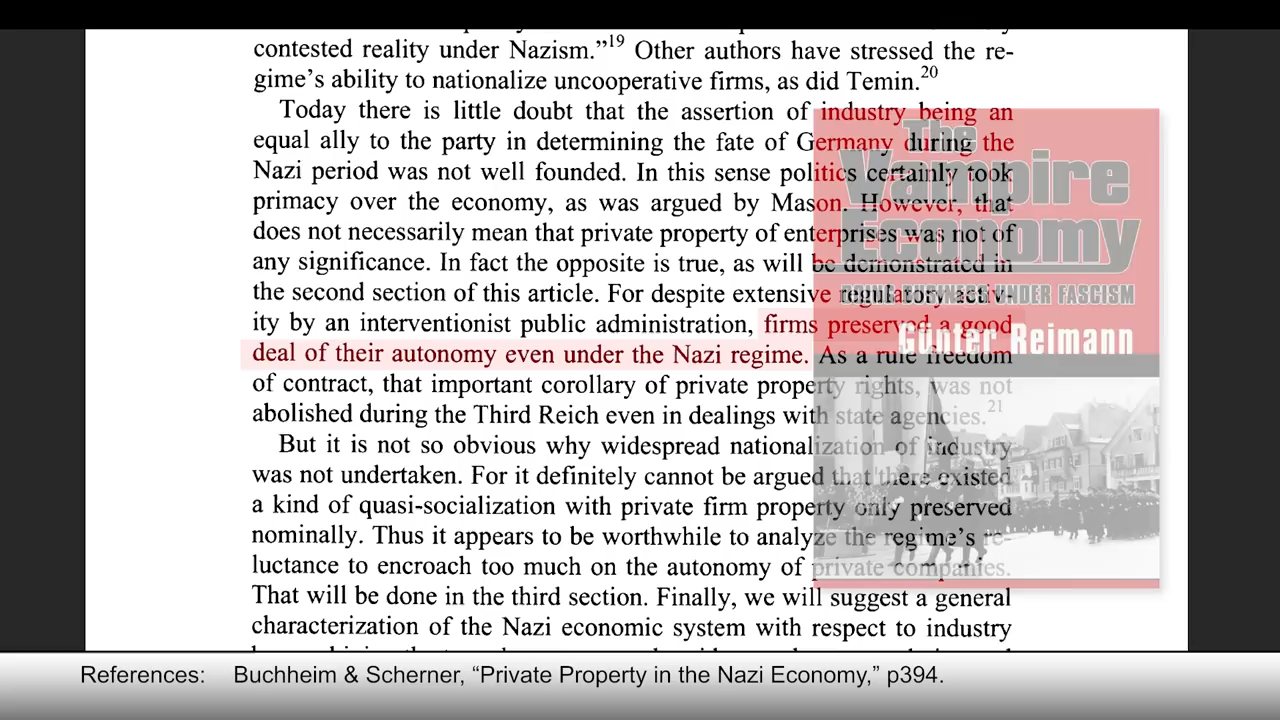 contested reality under Nazism.”19 Other authors have stressed the re-
gime’s ability to nationalize uncooperative firms, as did Temin.20
Today there is little doubt that the assertion of industry being an
equal ally to the party in determining the fate of Germany during the
Nazi period was not well founded. In this sense politics certainly took
primacy over the economy, as was argued by Mason. However, that
does not necessarily mean that private property of enterprises was not of
any significance. In fact the opposite is true, as will be demonstrated in
the second section of this article. For despite extensive regulatory activ-
ity by an interventionist public administration, firms preserved a good
deal of their autonomy even under the Nazi regime. As a rule freedom
of contract, that important corollary of private property rights, was not
abolished during the Third Reich even in dealings with state agencies.21
But it is not so obvious why widespread nationalization of industry
was not undertaken. For it definitely cannot be argued that there existed
a kind of quasi-socialization with private firm property only preserved
nominally. Thus it appears to be worthwhile to analyze the regime’s re-
luctance to encroach too much on the autonomy of private companies.
That will be done in the third section. Finally, we will suggest a general
characterization of the Nazi economic system with respect to industry
The
Vampire
Economy
DOING BUSINESS UNDER FASCISM
Günter Reimann
References: Buchheim & Scherner, “Private Property in the Nazi Economy,” p394.